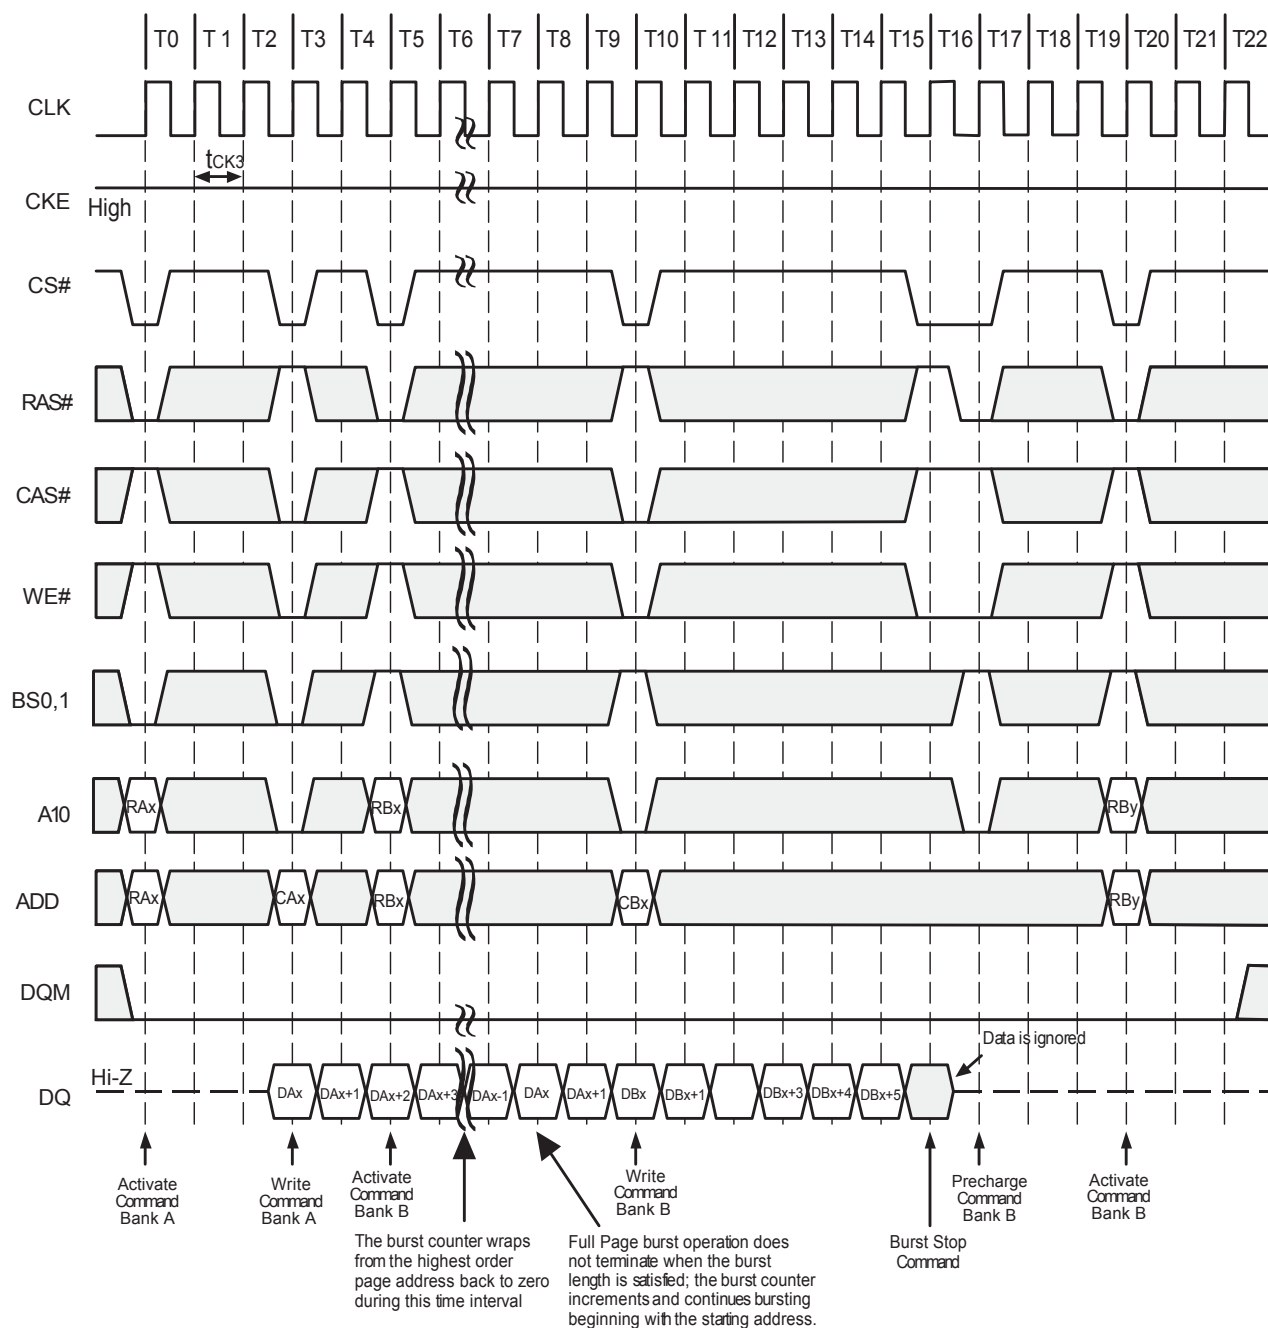 T0 T 1 T2 T3 T4 T5 T6 T7 T8 T9 T10 T 11 T12 T13 T14 T15 T16 T17 T18 T19 T20 T21 T22
CLK
tCK3
CKE High
CS#
RAS#
CAS#
WE#
BS0,1
A10 RAx RBx RBy
ADD RAx CAx RBx CBx RBy
DQM
Data is ignored
Hi-Z
DQ DAx DAx+1 DAx+2 DAx+3 DAx-1 DAx DAx+1 DBx DBx+1 DBx+3 DBx+4 DBx+5
Activate
Command
Bank A
Write
Command
Bank A
Activate
Command
Bank B
The burst counter wraps
from the highest order
page address back to zero
during this time interval
Full Page burst operation does
not terminate when the burst
length is satisfied; the burst counter
increments and continues bursting
beginning with the starting address.
Write
Command
Bank B
Burst Stop
Command
Precharge
Command
Bank B
Activate
Command
Bank B